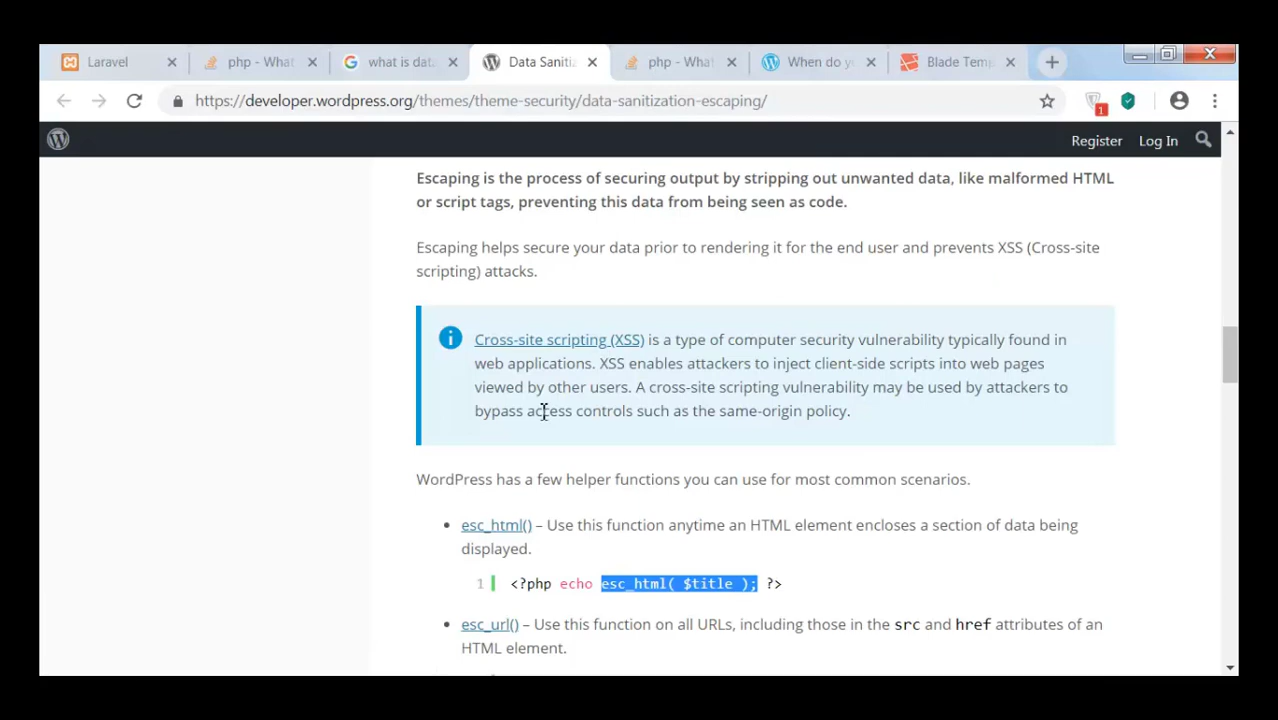 Laravel
php - What
what is dat
Data Saniti
php - What
When do y
Blade Temp
https://developer.wordpress.org/themes/theme-security/data-sanitization-escaping/
1
Register
Log In
Escaping is the process of securing output by stripping out unwanted data, like malformed HTML
or script tags, preventing this data from being seen as code.
Escaping helps secure your data prior to rendering it for the end user and prevents XSS (Cross-site
scripting) attacks.
Cross-site scripting (XSS) is a type of computer security vulnerability typically found in
web applications. XSS enables attackers to inject client-side scripts into web pages
viewed by other users. A cross-site scripting vulnerability may be used by attackers to
bypass access controls such as the same-origin policy.
WordPress has a few helper functions you can use for most common scenarios.
• esc_html() – Use this function anytime an HTML element encloses a section of data being
displayed.
1 <?php echo esc_html( $title ); ?>
• esc_url() – Use this function on all URLs, including those in the src and href attributes of an
HTML element.